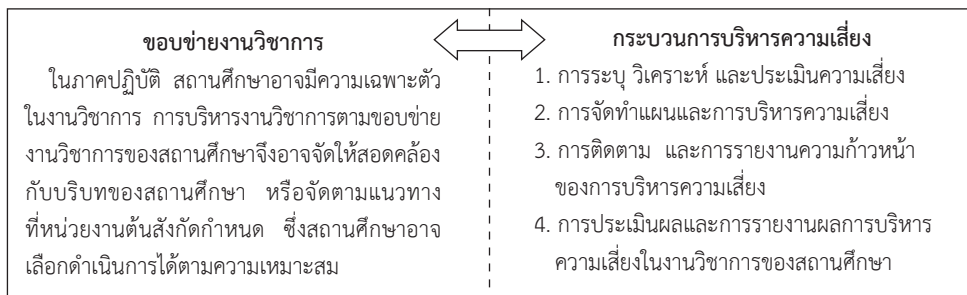 ขอบข่ายงานวิชาการ
ในภาคปฏิบัติ สถานศึกษาอาจมีความเฉพาะตัว
ในงานวิชาการ การบริหารงานวิชาการตามขอบข่าย
งานวิชาการของสถานศึกษาจึงอาจจัดให้สอดคล้อง
กับบริบทของสถานศึกษา หรือจัดตามแนวทาง
ที่หน่วยงานต้นสังกัดกำหนด ซึ่งสถานศึกษาอาจ
เลือกดำเนินการได้ตามความเหมาะสม
กระบวนการบริหารความเสี่ยง
1. การระบุ วิเคราะห์ และประเมินความเสี่ยง
2. การจัดทำแผนและการบริหารความเสี่ยง
3. การติดตาม และการรายงานความก้าวหน้า
ของการบริหารความเสี่ยง
4. การประเมินผลและการรายงานผลการบริหาร
ความเสี่ยงในงานวิชาการของสถานศึกษา